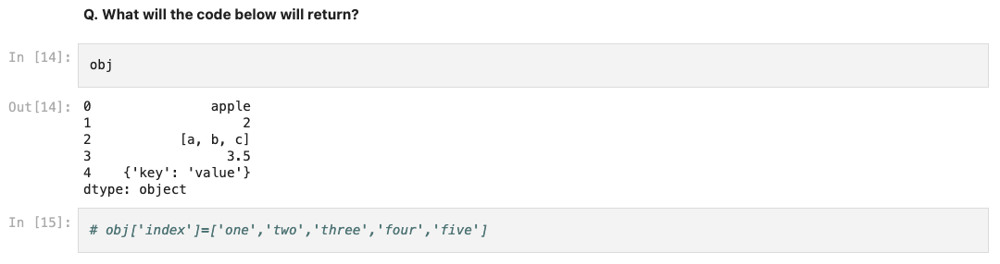 Q. What will the code below will return?
In [14]:
obj
Out[14]:
0 apple
1 2
2 [a, b, c]
3 3.5
4 {'key': 'value'}
dtype: object
In [15]:
# obj['index']=['one','two','three','four','five']